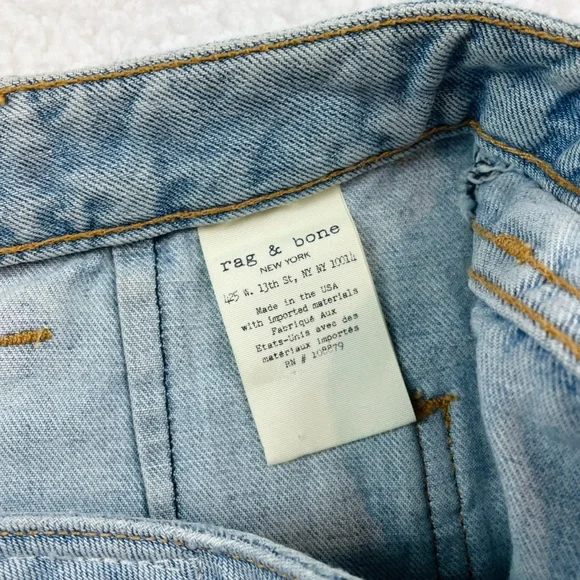 rag & bone
NEW YORK
425 W. 13th St, NY NY 10014
Made in the USA
with imported materials
Fabriqué Aux
Etats-Unis avec des
matériaux importés
RN # 108879